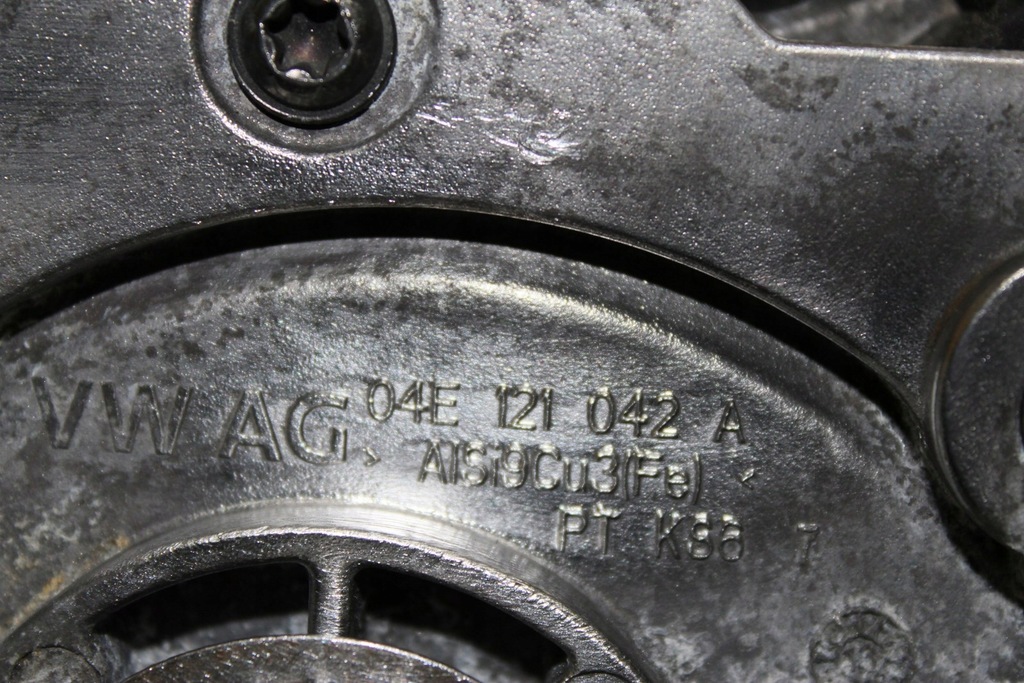 VW AG 04E 121 042 A
> AlSi9Cu3(Fe) <
PT K88 7